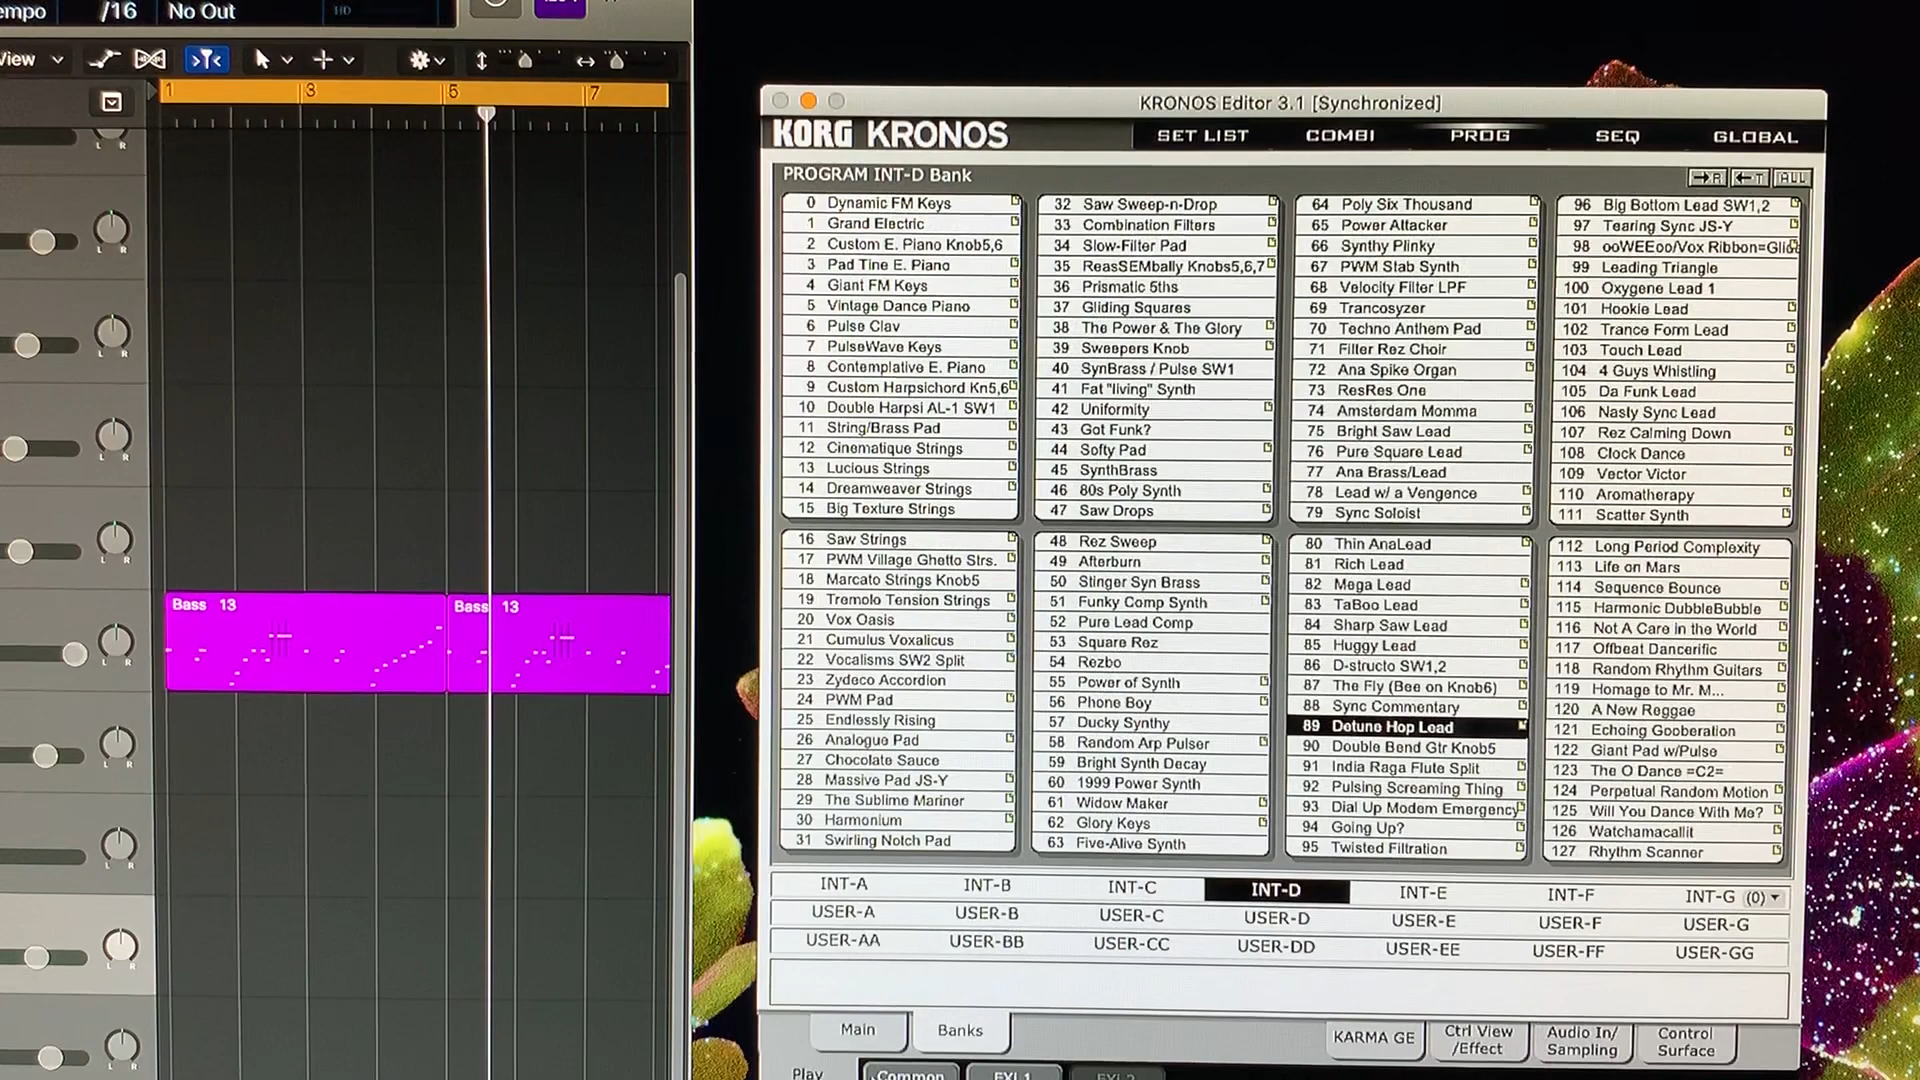 empo /16 No Out HD
View
1 3 5 7
L R
L R
L R
L R
L R
Bass 13 Bass 13
L R
L R
L R
L R
L R
KRONOS Editor 3.1 [Synchronized]
KORG KRONOS SET LIST COMBI PROG SEQ GLOBAL
PROGRAM INT-D Bank R T ALL
0 Dynamic FM Keys
1 Grand Electric
2 Custom E. Piano Knob5,6
3 Pad Tine E. Piano
4 Giant FM Keys
5 Vintage Dance Piano
6 Pulse Clav
7 PulseWave Keys
8 Contemplative E. Piano
9 Custom Harpsichord Kn5,6
10 Double Harpsi AL-1 SW1
11 String/Brass Pad
12 Cinematique Strings
13 Lucious Strings
14 Dreamweaver Strings
15 Big Texture Strings
16 Saw Strings
17 PWM Village Ghetto Strs.
18 Marcato Strings Knob5
19 Tremolo Tension Strings
20 Vox Oasis
21 Cumulus Voxalicus
22 Vocalisms SW2 Split
23 Zydeco Accordion
24 PWM Pad
25 Endlessly Rising
26 Analogue Pad
27 Chocolate Sauce
28 Massive Pad JS-Y
29 The Sublime Mariner
30 Harmonium
31 Swirling Notch Pad
32 Saw Sweep-n-Drop
33 Combination Filters
34 Slow-Filter Pad
35 ReasSEMbally Knobs5,6,7
36 Prismatic 5ths
37 Gliding Squares
38 The Power & The Glory
39 Sweepers Knob
40 SynBrass / Pulse SW1
41 Fat "living" Synth
42 Uniformity
43 Got Funk?
44 Softy Pad
45 SynthBrass
46 80s Poly Synth
47 Saw Drops
48 Rez Sweep
49 Afterburn
50 Stinger Syn Brass
51 Funky Comp Synth
52 Pure Lead Comp
53 Square Rez
54 Rezbo
55 Power of Synth
56 Phone Boy
57 Ducky Synthy
58 Random Arp Pulser
59 Bright Synth Decay
60 1999 Power Synth
61 Widow Maker
62 Glory Keys
63 Five-Alive Synth
64 Poly Six Thousand
65 Power Attacker
66 Synthy Plinky
67 PWM Stab Synth
68 Velocity Filter LPF
69 Trancosyzer
70 Techno Anthem Pad
71 Filter Rez Choir
72 Ana Spike Organ
73 ResRes One
74 Amsterdam Momma
75 Bright Saw Lead
76 Pure Square Lead
77 Ana Brass/Lead
78 Lead w/ a Vengence
79 Sync Soloist
80 Thin AnaLead
81 Rich Lead
82 Mega Lead
83 TaBoo Lead
84 Sharp Saw Lead
85 Huggy Lead
86 D-structo SW1,2
87 The Fly (Bee on Knob6)
88 Sync Commentary
89 Detune Hop Lead
90 Double Bend Gtr Knob5
91 India Raga Flute Split
92 Pulsing Screaming Thing
93 Dial Up Modem Emergency
94 Going Up?
95 Twisted Filtration
96 Big Bottom Lead SW1,2
97 Tearing Sync JS-Y
98 ooWEEoo/Vox Ribbon=Glide
99 Leading Triangle
100 Oxygene Lead 1
101 Hookie Lead
102 Trance Form Lead
103 Touch Lead
104 4 Guys Whistling
105 Da Funk Lead
106 Nasty Sync Lead
107 Rez Calming Down
108 Clock Dance
109 Vector Victor
110 Aromatherapy
111 Scatter Synth
112 Long Period Complexity
113 Life on Mars
114 Sequence Bounce
115 Harmonic DubbleBubble
116 Not A Care in the World
117 Offbeat Dancerific
118 Random Rhythm Guitars
119 Homage to Mr. M...
120 A New Reggae
121 Echoing Gooberation
122 Giant Pad w/Pulse
123 The O Dance =C2=
124 Perpetual Random Motion
125 Will You Dance With Me?
126 Watchamacallit
127 Rhythm Scanner
INT-A INT-B INT-C INT-D INT-E INT-F INT-G (0)
USER-A USER-B USER-C USER-D USER-E USER-F USER-G
USER-AA USER-BB USER-CC USER-DD USER-EE USER-FF USER-GG
Main Banks KARMA GE Ctrl View /Effect Audio In/ Sampling Control Surface
Play Common EXi 1 EXi 2